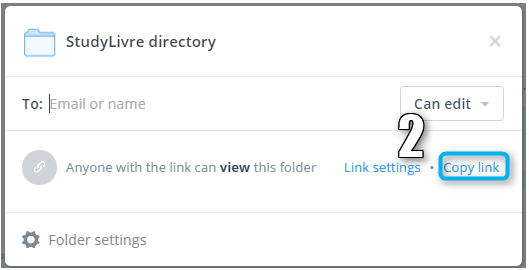 StudyLivre directory
To: Email or name Can edit
2
Anyone with the link can view this folder Link settings • Copy link
Folder settings